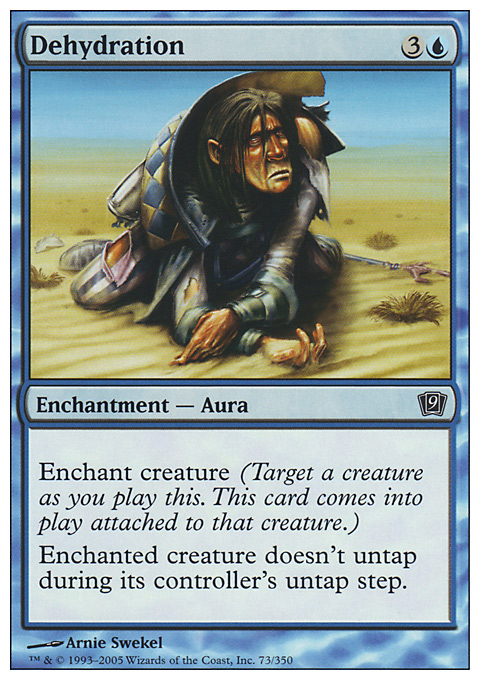 Dehydration 3
Enchantment — Aura 9
Enchant creature (Target a creature
as you play this. This card comes into
play attached to that creature.)
Enchanted creature doesn't untap
during its controller's untap step.
Arnie Swekel
™ & © 1993–2005 Wizards of the Coast, Inc. 73/350